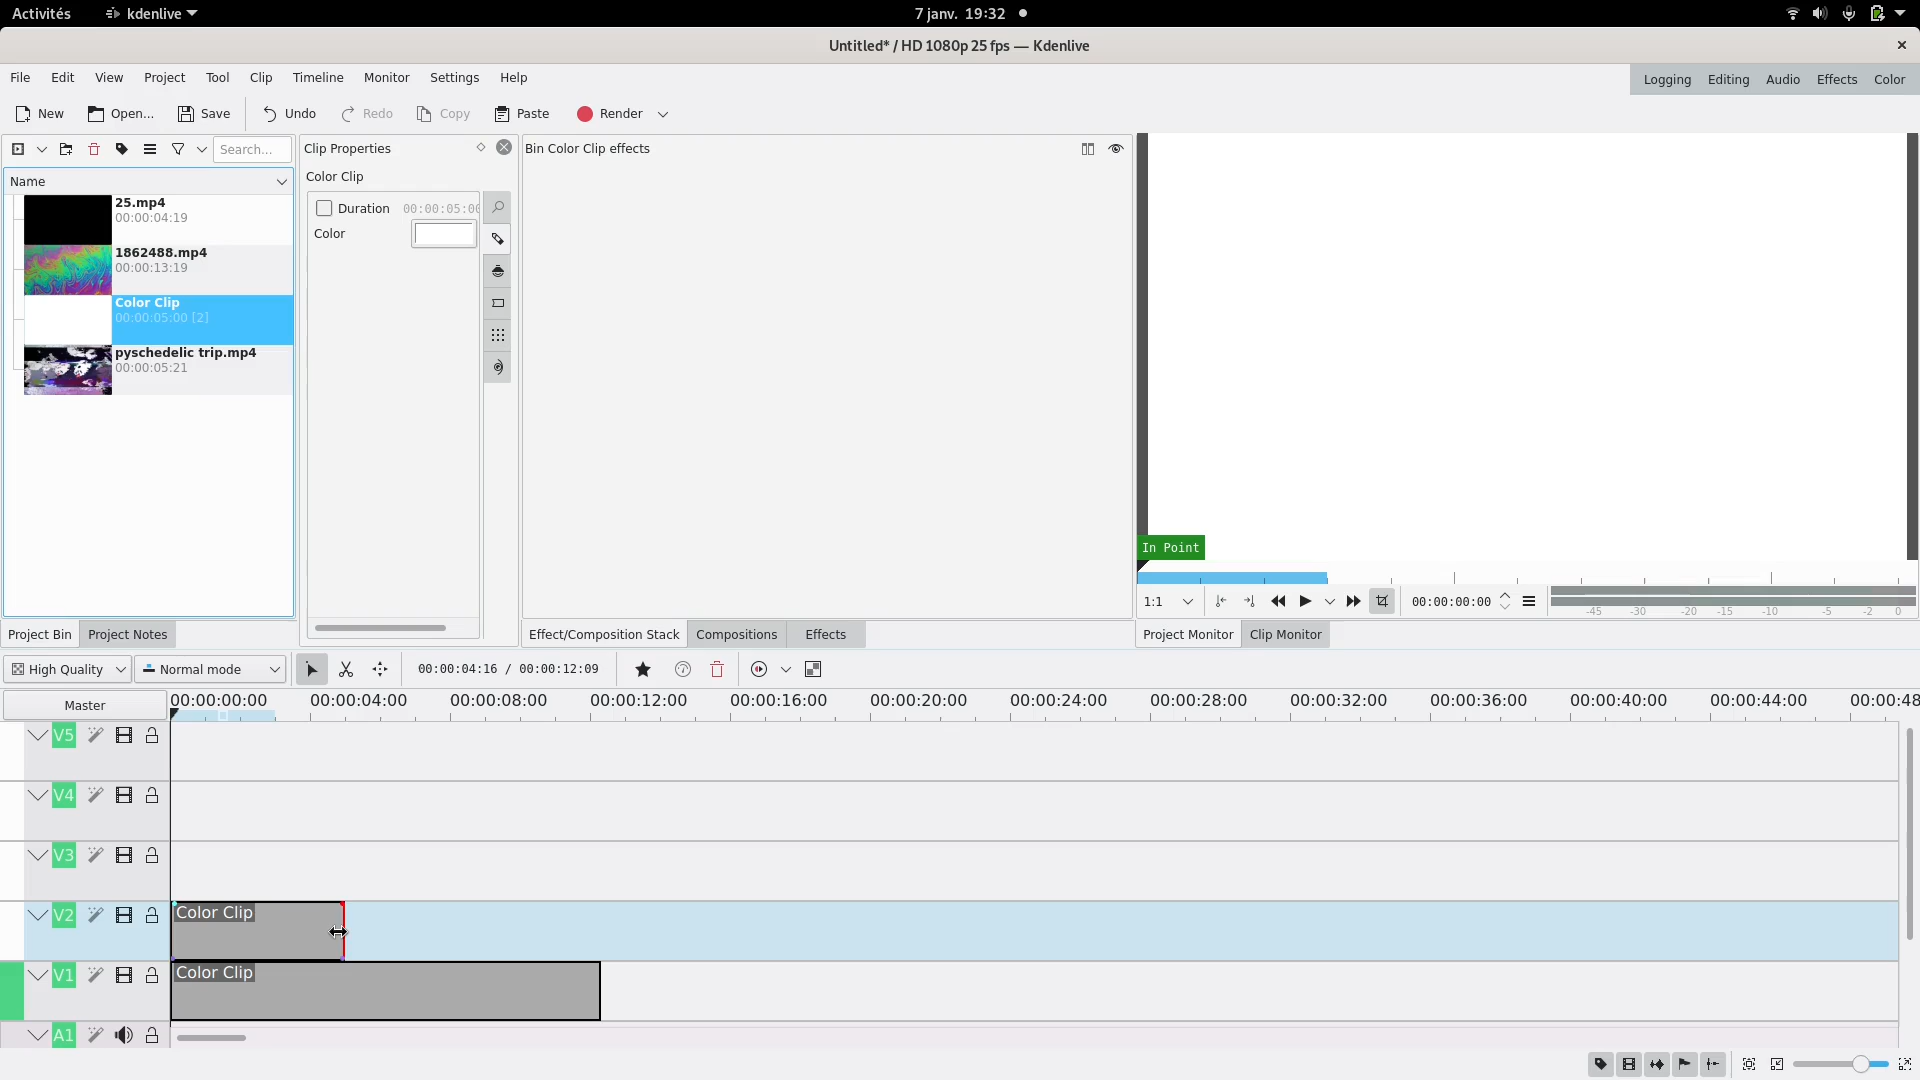 Activités kdenlive 7 janv. 19:32
Untitled* / HD 1080p 25 fps — Kdenlive
File Edit View Project Tool Clip Timeline Monitor Settings Help Logging Editing Audio Effects Color
New Open... Save Undo Redo Copy Paste Render
Search...
Name
25.mp4
00:00:04:19
1862488.mp4
00:00:13:19
Color Clip
00:00:05:00 [2]
pyschedelic trip.mp4
00:00:05:21
Project Bin Project Notes
Clip Properties
Color Clip
Duration 00:00:05:00
Color
Bin Color Clip effects
Effect/Composition Stack Compositions Effects
In Point
1:1 00:00:00:00 -45 -30 -20 -15 -10 -5 -2 0
Project Monitor Clip Monitor
High Quality Normal mode 00:00:04:16 / 00:00:12:09
Master 00:00:00:00 00:00:04:00 00:00:08:00 00:00:12:00 00:00:16:00 00:00:20:00 00:00:24:00 00:00:28:00 00:00:32:00 00:00:36:00 00:00:40:00 00:00:44:00 00:00:48
V5
V4
V3
V2 Color Clip
V1 Color Clip
A1